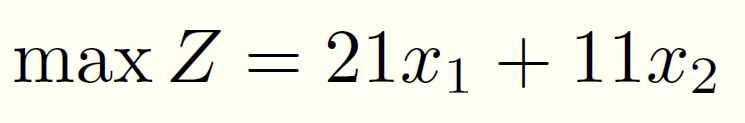 max Z = 21x₁ + 11x₂